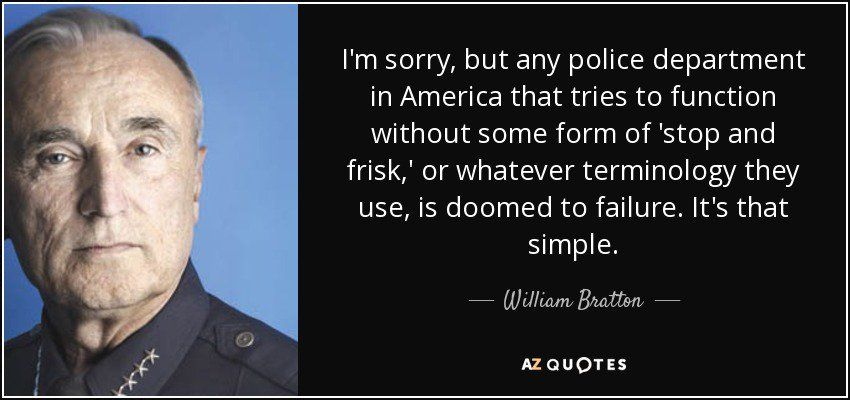 I'm sorry, but any police department
in America that tries to function
without some form of 'stop and
frisk,' or whatever terminology they
use, is doomed to failure. It's that
simple.
William Bratton
AZ QUOTES